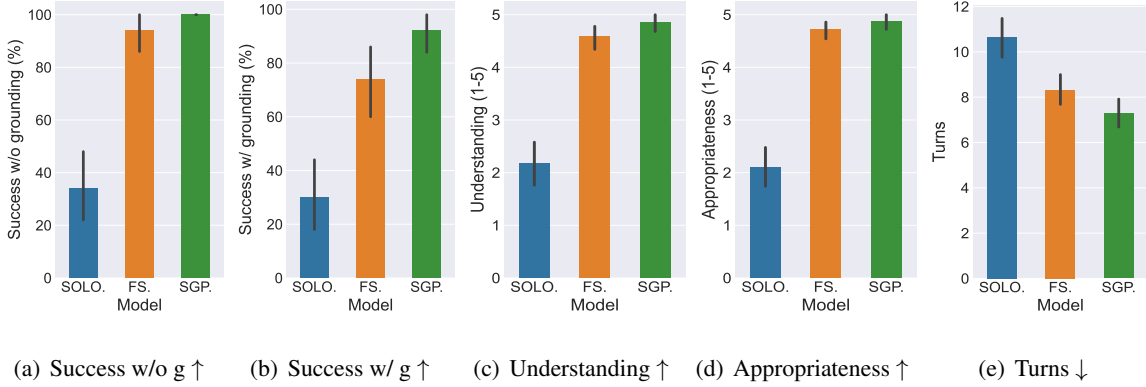 100
80
60
40
20
0
Success w/o grounding (%)
SOLO. FS. SGP.
Model
(a) Success w/o g ↑
100
80
60
40
20
0
Success w/ grounding (%)
SOLO. FS. SGP.
Model
(b) Success w/ g ↑
5
4
3
2
1
0
Understanding (1-5)
SOLO. FS. SGP.
Model
(c) Understanding ↑
5
4
3
2
1
0
Appropriateness (1-5)
SOLO. FS. SGP.
Model
(d) Appropriateness ↑
12
10
8
6
4
2
0
Turns
SOLO. FS. SGP.
Model
(e) Turns ↓